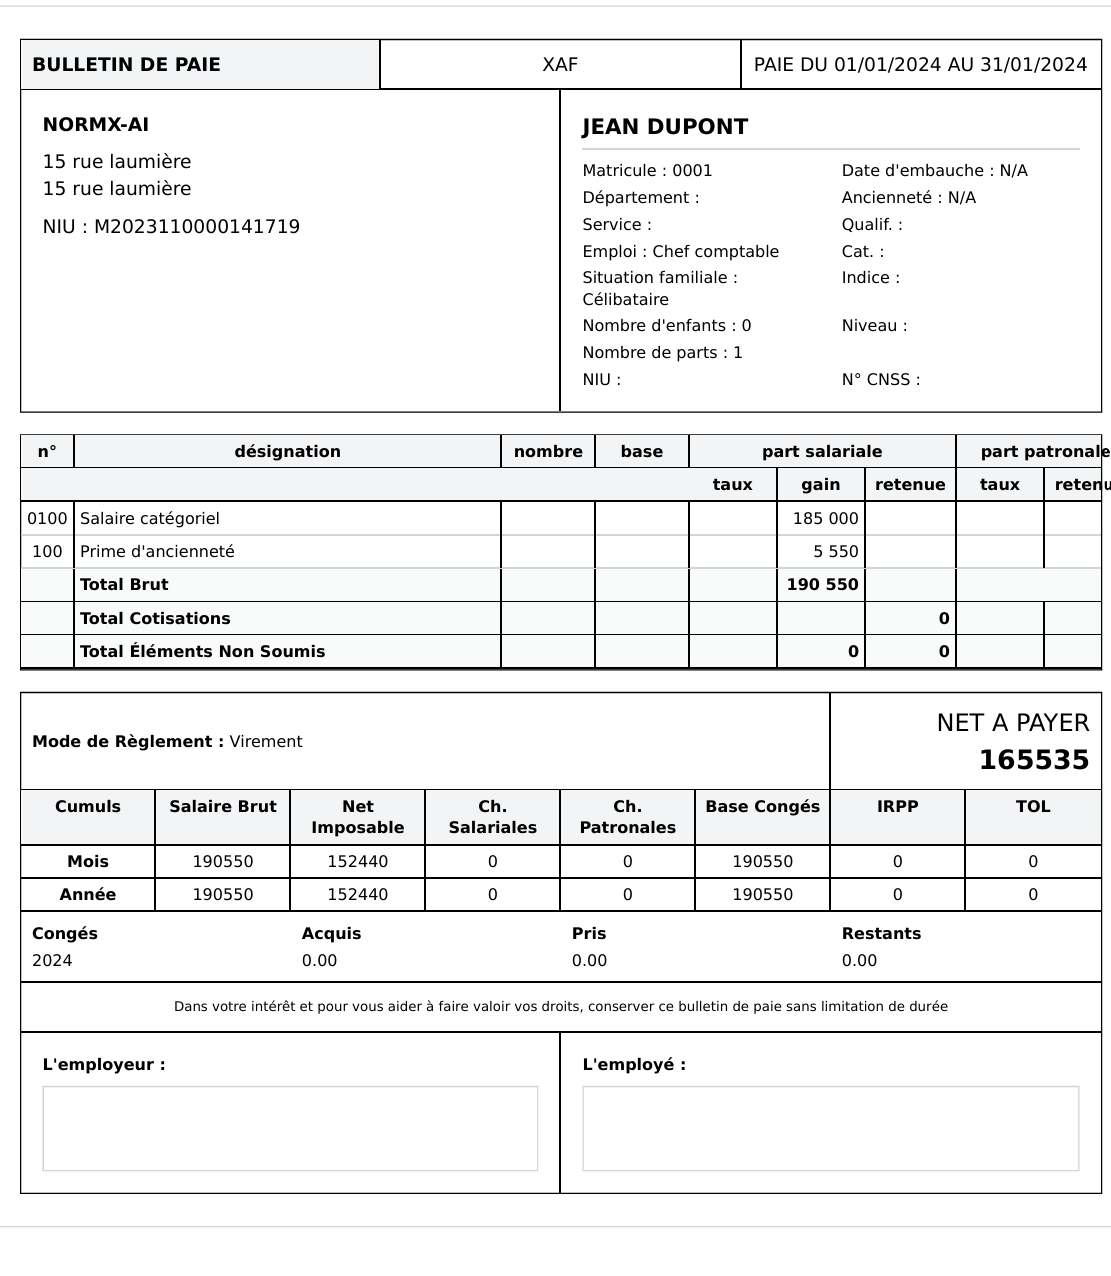 BULLETIN DE PAIE XAF PAIE DU 01/01/2024 AU 31/01/2024
NORMX-AI
15 rue laumière
15 rue laumière
NIU : M2023110000141719
JEAN DUPONT
Matricule : 0001 Date d'embauche : N/A
Département : Ancienneté : N/A
Service : Qualif. :
Emploi : Chef comptable Cat. :
Situation familiale : Indice :
Célibataire
Nombre d'enfants : 0 Niveau :
Nombre de parts : 1
NIU : N° CNSS :
n° désignation nombre base part salariale part patronale
taux gain retenue taux retenu
0100 Salaire catégoriel 185 000
100 Prime d'ancienneté 5 550
Total Brut 190 550
Total Cotisations 0
Total Éléments Non Soumis 0 0
Mode de Règlement : Virement
NET A PAYER
165535
Cumuls Salaire Brut Net Imposable Ch. Salariales Ch. Patronales Base Congés IRPP TOL
Mois 190550 152440 0 0 190550 0 0
Année 190550 152440 0 0 190550 0 0
Congés Acquis Pris Restants
2024 0.00 0.00 0.00
Dans votre intérêt et pour vous aider à faire valoir vos droits, conserver ce bulletin de paie sans limitation de durée
L'employeur : L'employé :